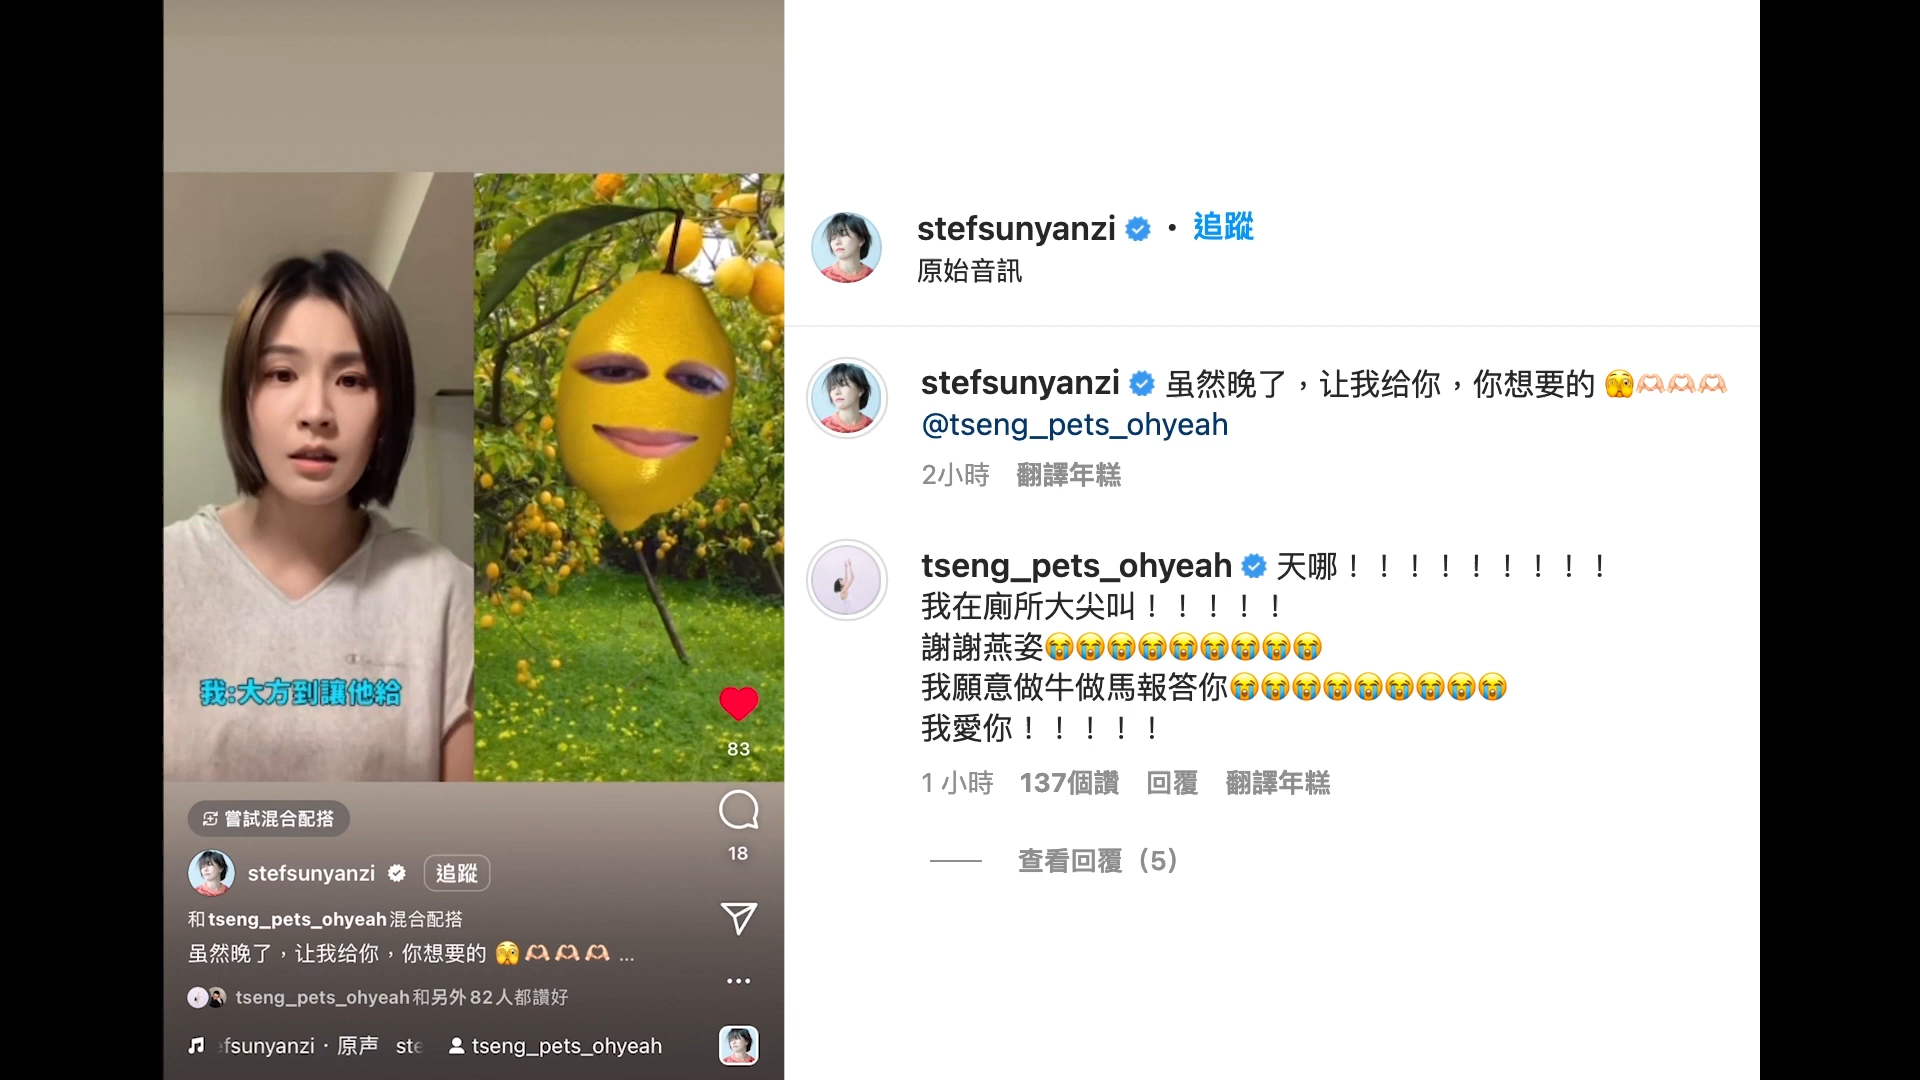 我:大方到讓他給
83
嘗試混合配搭
18
stefsunyanzi 追蹤
和tseng_pets_ohyeah混合配搭
虽然晚了，让我给你，你想要的 🫣🫶🏻🫶🏻🫶🏻 ...
tseng_pets_ohyeah和另外82人都讚好
efsunyanzi · 原声 ste tseng_pets_ohyeah
stefsunyanzi • 追蹤
原始音訊
stefsunyanzi 虽然晚了，让我给你，你想要的 🫣🫶🏻🫶🏻🫶🏻
@tseng_pets_ohyeah
2小時 翻譯年糕
tseng_pets_ohyeah 天哪！！！！！！！！！
我在廁所大尖叫！！！！！
謝謝燕姿😭😭😭😭😭😭😭😭😭
我願意做牛做馬報答你😭😭😭😭😭😭😭😭😭
我愛你！！！！！
1 小時 137個讚 回覆 翻譯年糕
查看回覆（5）